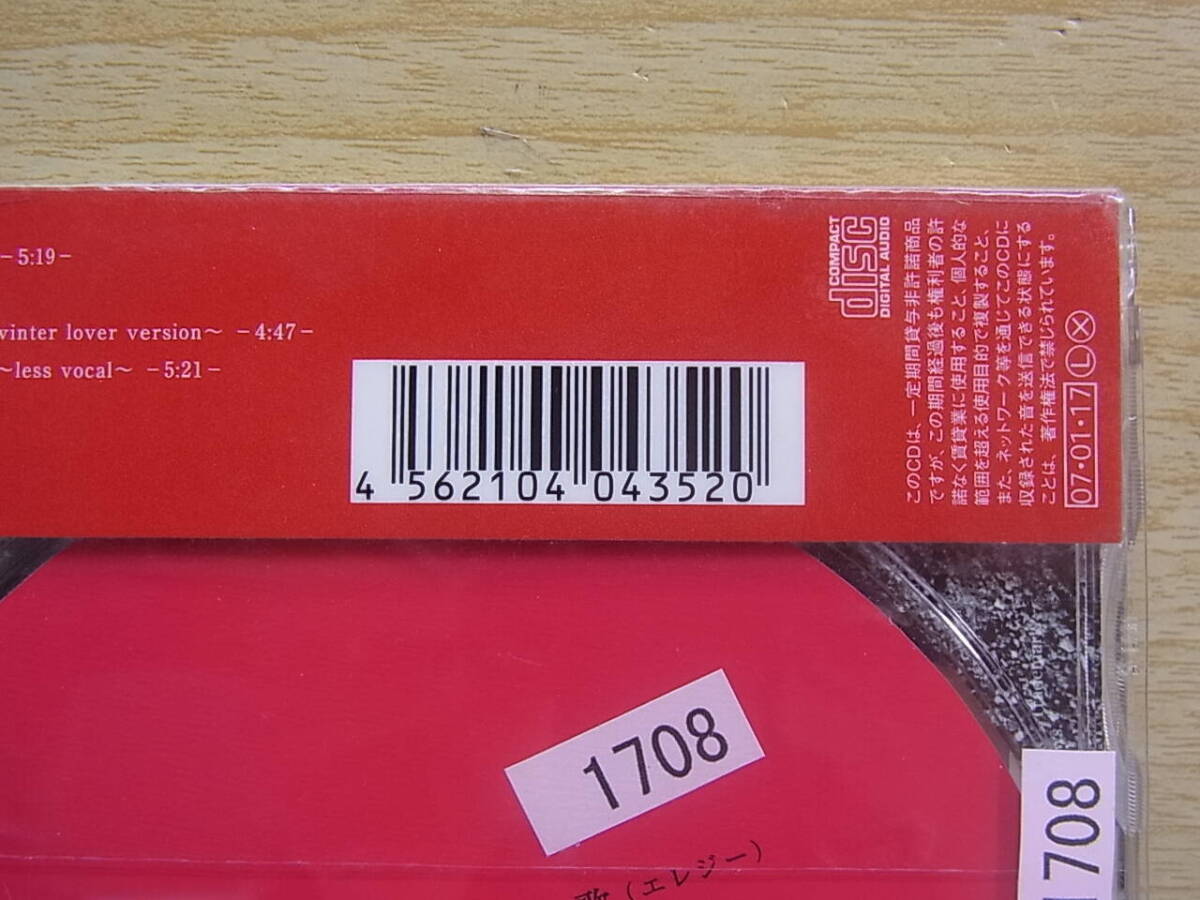 -5:19-
winter lover version～ -4:47-
～less vocal～ -5:21-
4 562104 043520
COMPACT
disc
DIGITAL AUDIO
このCDは、一定期間貸与非許諾商品
ですが、この期間経過後も権利者の許
諾なく賃貸業に使用すること、個人的な
範囲を超える使用目的で複製すること、
また、ネットワーク等を通じてこのCDに
収録された音を送信できる状態にする
ことは、著作権法で禁じられています。
07・01・17 Ⓛ Ⓧ
1708
708
歌（エレジー）